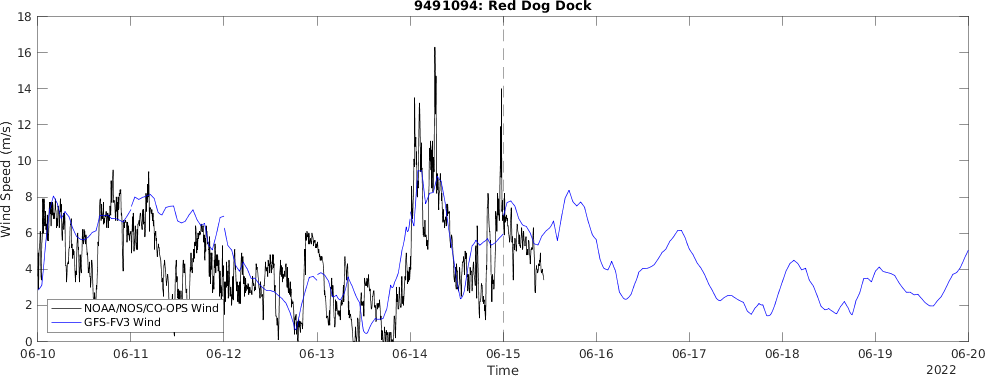 9491094: Red Dog Dock
18
16
14
12
10
8
6
4
2
0
Wind Speed (m/s)
NOAA/NOS/CO-OPS Wind
GFS-FV3 Wind
06-10 06-11 06-12 06-13 06-14 06-15 06-16 06-17 06-18 06-19 06-20
Time
2022